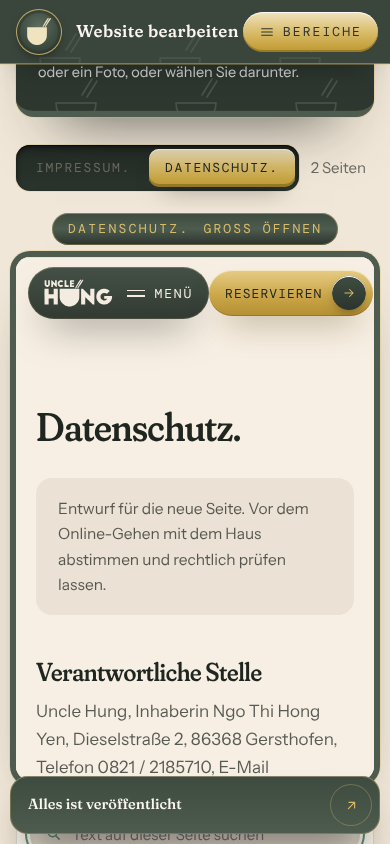 Website bearbeiten
BEREICHE
oder ein Foto, oder wählen Sie darunter.
IMPRESSUM.
DATENSCHUTZ.
2 Seiten
DATENSCHUTZ. GROSS ÖFFNEN
UNCLE HUNG
MENÜ
RESERVIEREN
Datenschutz.
Entwurf für die neue Seite. Vor dem
Online-Gehen mit dem Haus
abstimmen und rechtlich prüfen
lassen.
Verantwortliche Stelle
Uncle Hung, Inhaberin Ngo Thi Hong
Yen, Dieselstraße 2, 86368 Gersthofen,
Telefon 0821 / 2185710, E-Mail
Alles ist veröffentlicht
Text auf dieser Seite suchen